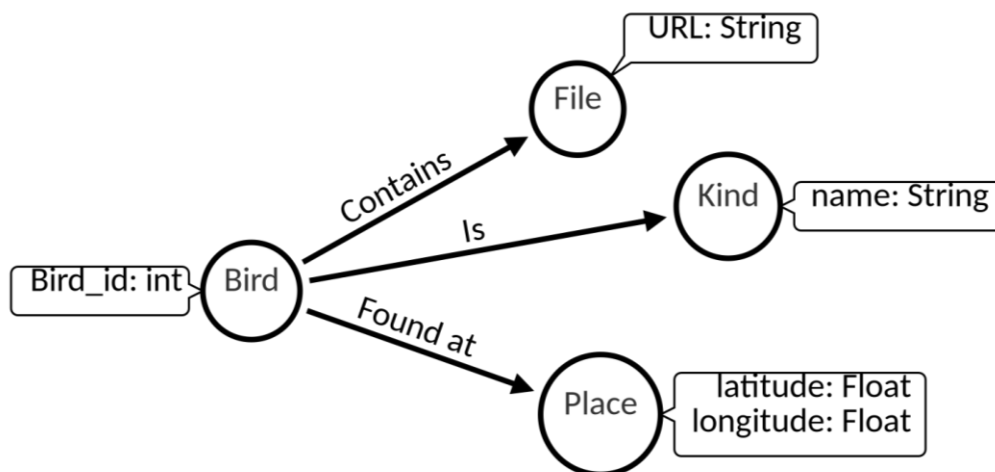 URL: String
File
Contains
Kind
name: String
Is
Bird_id: int
Bird
Found at
Place
latitude: Float
longitude: Float